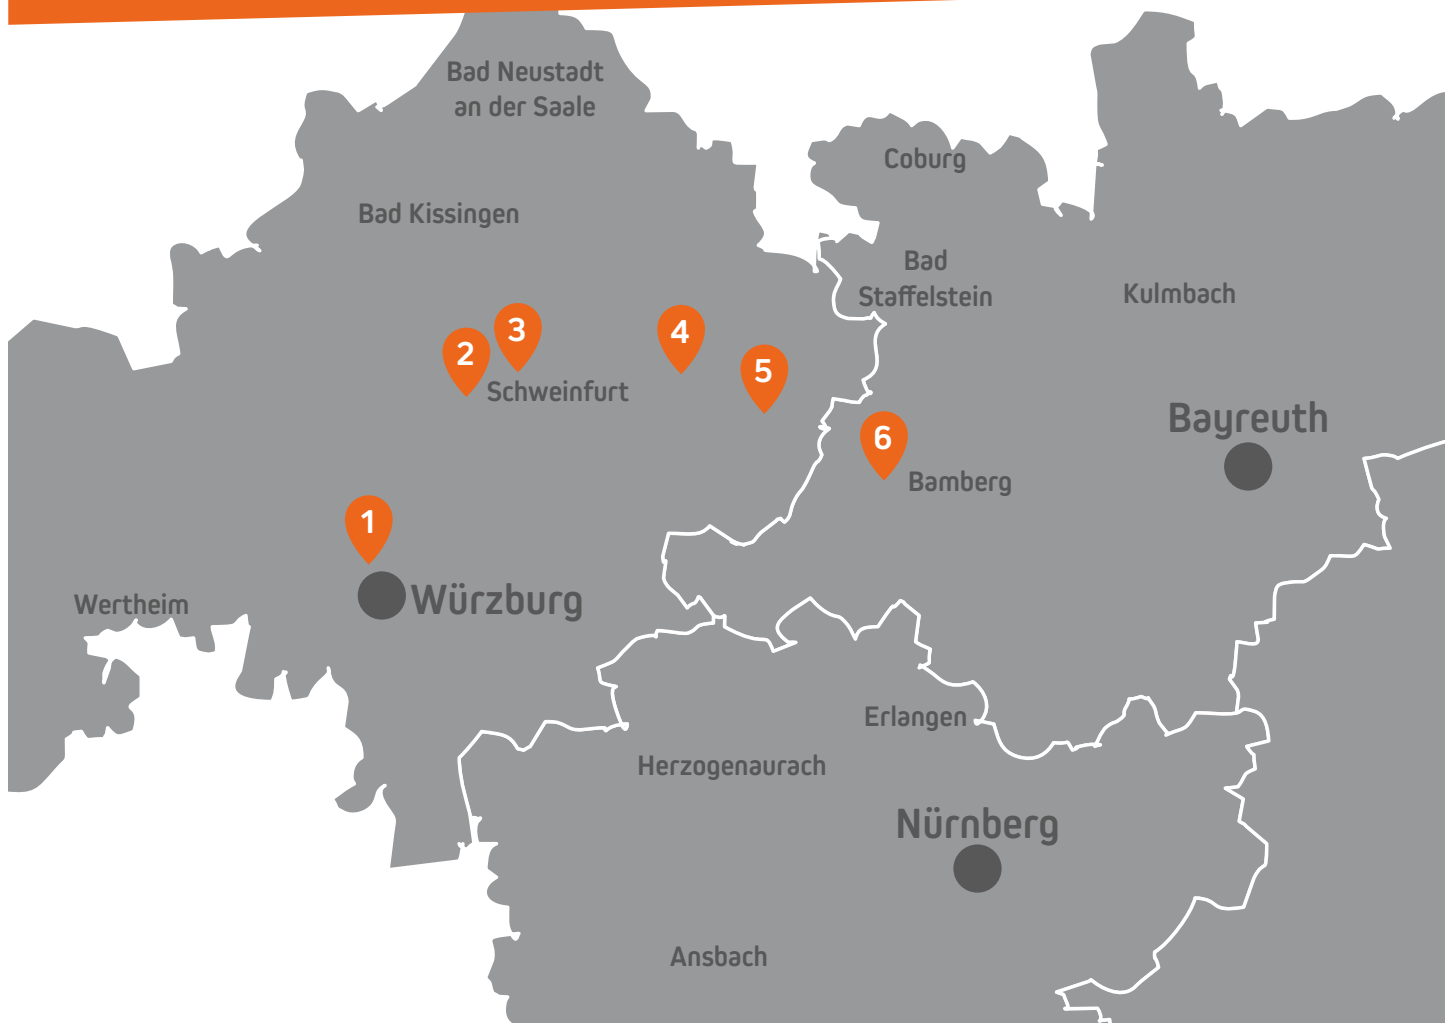 Bad Neustadt
an der Saale
Coburg
Bad Kissingen
Bad
Staffelstein
Kulmbach
3
4
2
5
Schweinfurt
Bayreuth
6
Bamberg
1
Würzburg
Wertheim
Erlangen
Herzogenaurach
Nürnberg
Ansbach